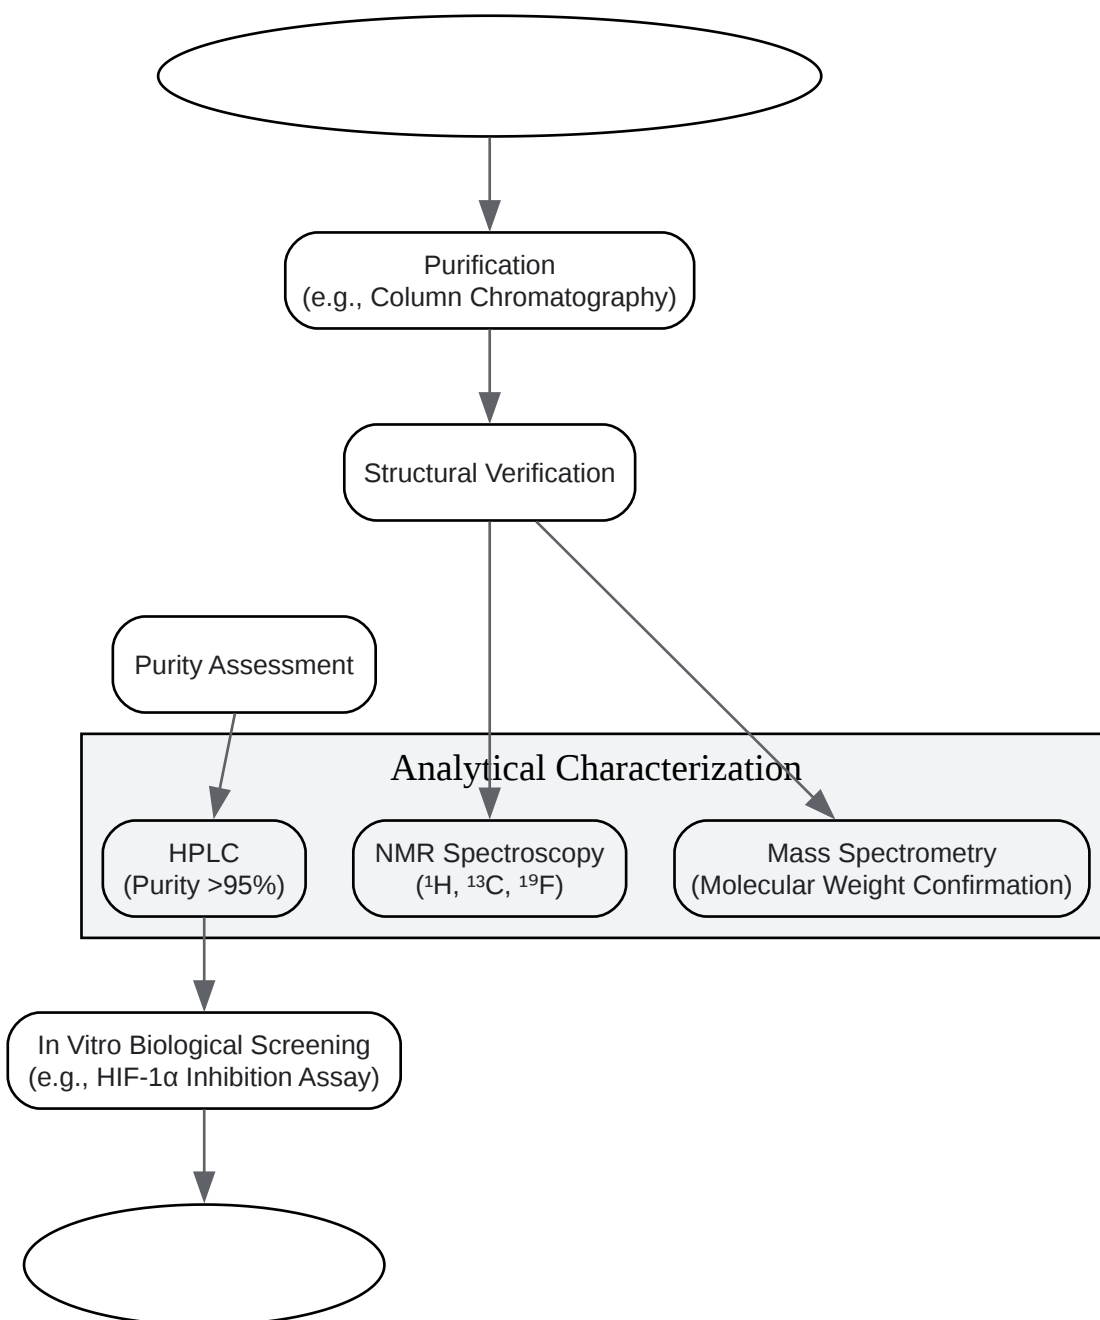 Purification
(e.g., Column Chromatography)
Structural Verification
Purity Assessment
Analytical Characterization
HPLC
(Purity >95%)
NMR Spectroscopy
(¹H, ¹³C, ¹⁹F)
Mass Spectrometry
(Molecular Weight Confirmation)
In Vitro Biological Screening
(e.g., HIF-1α Inhibition Assay)